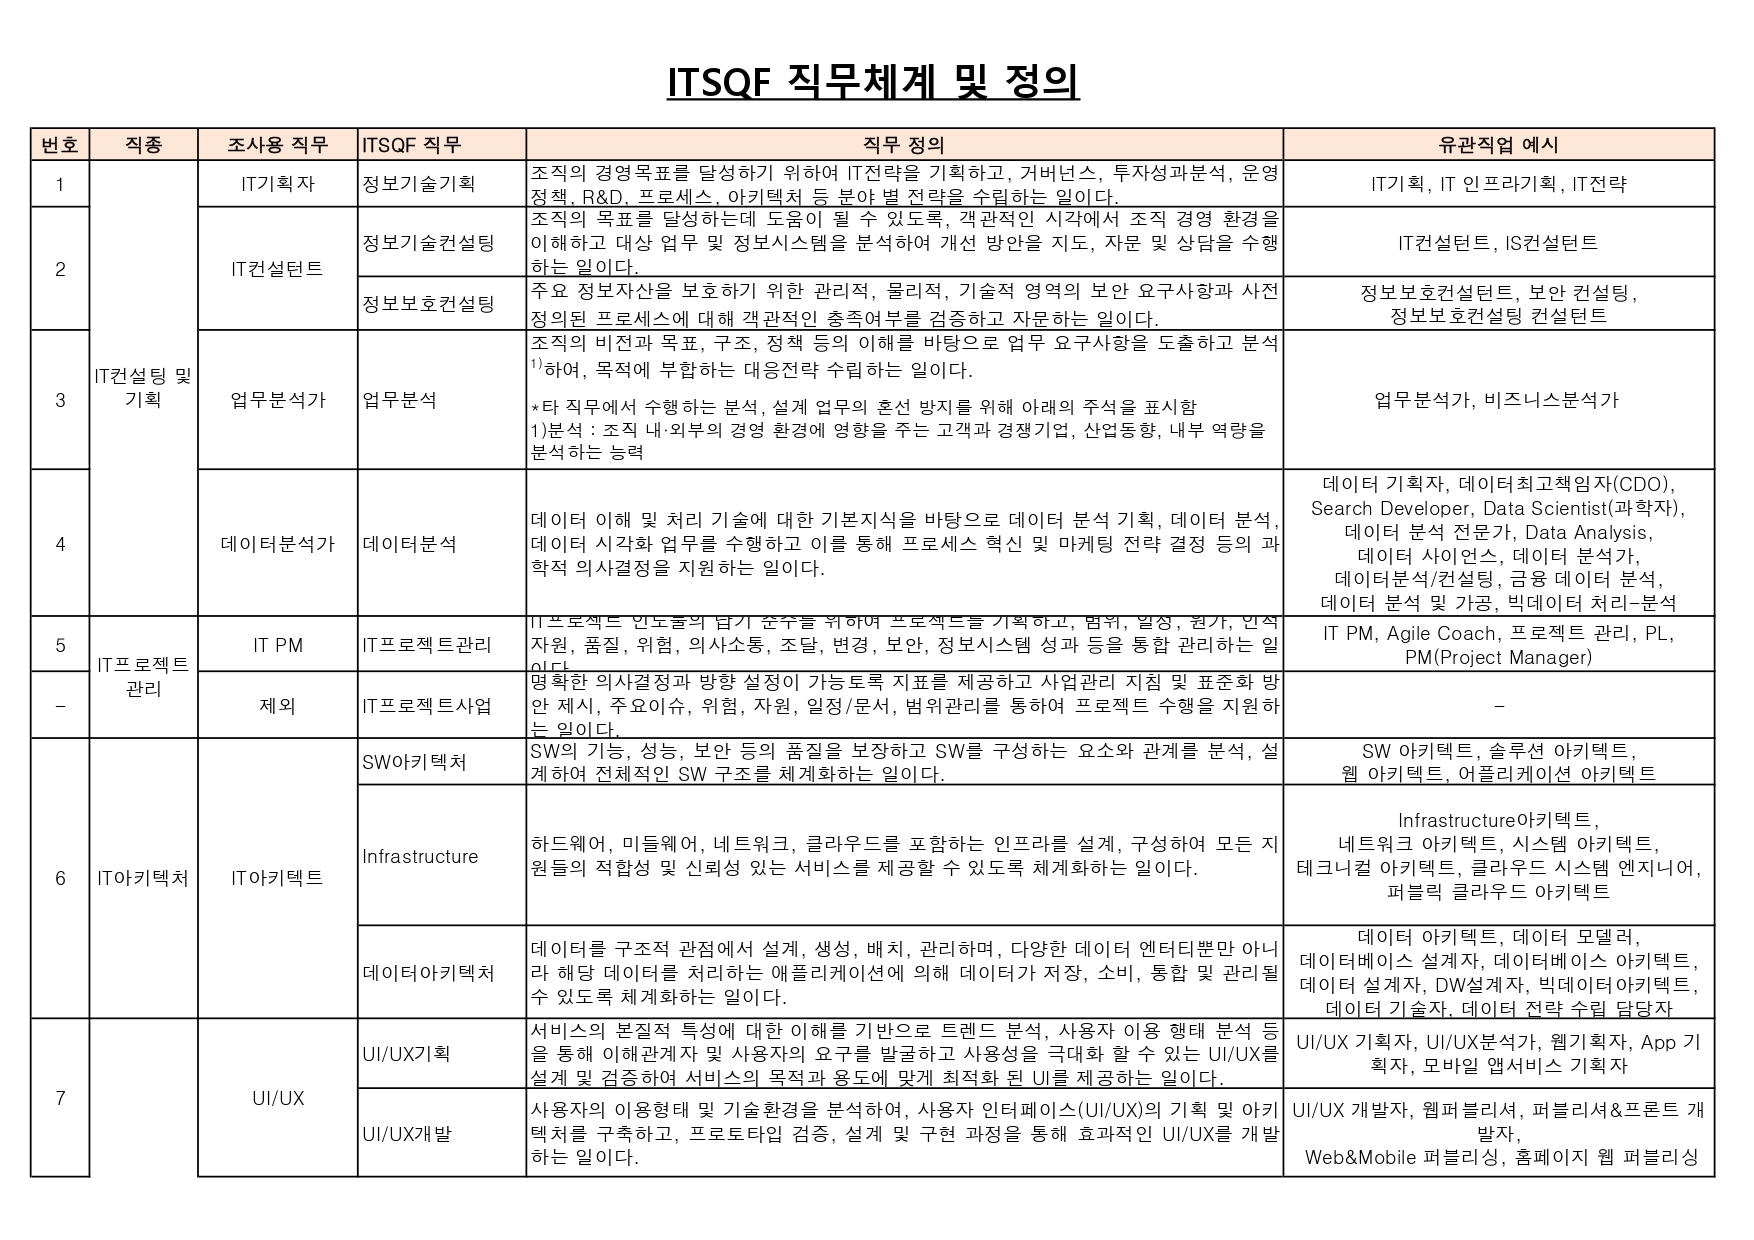 ITSQF 직무체계 및 정의
번호 직종 조사용 직무 ITSQF 직무 직무 정의 유관직업 예시
1
IT컨설팅 및
기획
IT기획자
정보기술기획
조직의 경영목표를 달성하기 위하여 IT전략을 기획하고, 거버넌스, 투자성과분석, 운영
정책, R&D, 프로세스, 아키텍처 등 분야 별 전략을 수립하는 일이다.
IT기획, IT 인프라기획, IT전략
2
IT컨설턴트
정보기술컨설팅
조직의 목표를 달성하는데 도움이 될 수 있도록, 객관적인 시각에서 조직 경영 환경을
이해하고 대상 업무 및 정보시스템을 분석하여 개선 방안을 지도, 자문 및 상담을 수행
하는 일이다.
IT컨설턴트, IS컨설턴트
정보보호컨설팅
주요 정보자산을 보호하기 위한 관리적, 물리적, 기술적 영역의 보안 요구사항과 사전
정의된 프로세스에 대해 객관적인 충족여부를 검증하고 자문하는 일이다.
정보보호컨설턴트, 보안 컨설팅,
정보보호컨설팅 컨설턴트
3
업무분석가
업무분석
조직의 비전과 목표, 구조, 정책 등의 이해를 바탕으로 업무 요구사항을 도출하고 분석
1)하여, 목적에 부합하는 대응전략 수립하는 일이다.
*타 직무에서 수행하는 분석, 설계 업무의 혼선 방지를 위해 아래의 주석을 표시함
1)분석 : 조직 내·외부의 경영 환경에 영향을 주는 고객과 경쟁기업, 산업동향, 내부 역량을
분석하는 능력
업무분석가, 비즈니스분석가
4
데이터분석가
데이터분석
데이터 이해 및 처리 기술에 대한 기본지식을 바탕으로 데이터 분석 기획, 데이터 분석,
데이터 시각화 업무를 수행하고 이를 통해 프로세스 혁신 및 마케팅 전략 결정 등의 과
학적 의사결정을 지원하는 일이다.
데이터 기획자, 데이터최고책임자(CDO),
Search Developer, Data Scientist(과학자),
데이터 분석 전문가, Data Analysis,
데이터 사이언스, 데이터 분석가,
데이터분석/컨설팅, 금융 데이터 분석,
데이터 분석 및 가공, 빅데이터 처리-분석
5
IT프로젝트
관리
IT PM
IT프로젝트관리
IT프로젝트 인도물의 납기 준수를 위하여 프로젝트를 기획하고, 범위, 일정, 원가, 인적
자원, 품질, 위험, 의사소통, 조달, 변경, 보안, 정보시스템 성과 등을 통합 관리하는 일
이다.
IT PM, Agile Coach, 프로젝트 관리, PL,
PM(Project Manager)
-
제외
IT프로젝트사업
명확한 의사결정과 방향 설정이 가능토록 지표를 제공하고 사업관리 지침 및 표준화 방
안 제시, 주요이슈, 위험, 자원, 일정/문서, 범위관리를 통하여 프로젝트 수행을 지원하
는 일이다.
-
6
IT아키텍처
IT아키텍트
SW아키텍처
SW의 기능, 성능, 보안 등의 품질을 보장하고 SW를 구성하는 요소와 관계를 분석, 설
계하여 전체적인 SW 구조를 체계화하는 일이다.
SW 아키텍트, 솔루션 아키텍트,
웹 아키텍트, 어플리케이션 아키텍트
Infrastructure
하드웨어, 미들웨어, 네트워크, 클라우드를 포함하는 인프라를 설계, 구성하여 모든 지
원들의 적합성 및 신뢰성 있는 서비스를 제공할 수 있도록 체계화하는 일이다.
Infrastructure아키텍트,
네트워크 아키텍트, 시스템 아키텍트,
테크니컬 아키텍트, 클라우드 시스템 엔지니어,
퍼블릭 클라우드 아키텍트
데이터아키텍처
데이터를 구조적 관점에서 설계, 생성, 배치, 관리하며, 다양한 데이터 엔터티뿐만 아니
라 해당 데이터를 처리하는 애플리케이션에 의해 데이터가 저장, 소비, 통합 및 관리될
수 있도록 체계화하는 일이다.
데이터 아키텍트, 데이터 모델러,
데이터베이스 설계자, 데이터베이스 아키텍트,
데이터 설계자, DW설계자, 빅데이터아키텍트,
데이터 기술자, 데이터 전략 수립 담당자
7
UI/UX
UI/UX기획
서비스의 본질적 특성에 대한 이해를 기반으로 트렌드 분석, 사용자 이용 행태 분석 등
을 통해 이해관계자 및 사용자의 요구를 발굴하고 사용성을 극대화 할 수 있는 UI/UX를
설계 및 검증하여 서비스의 목적과 용도에 맞게 최적화 된 UI를 제공하는 일이다.
UI/UX 기획자, UI/UX분석가, 웹기획자, App 기
획자, 모바일 앱서비스 기획자
UI/UX개발
사용자의 이용형태 및 기술환경을 분석하여, 사용자 인터페이스(UI/UX)의 기획 및 아키
텍처를 구축하고, 프로토타입 검증, 설계 및 구현 과정을 통해 효과적인 UI/UX를 개발
하는 일이다.
UI/UX 개발자, 웹퍼블리셔, 퍼블리셔&프론트 개
발자,
Web&Mobile 퍼블리싱, 홈페이지 웹 퍼블리싱